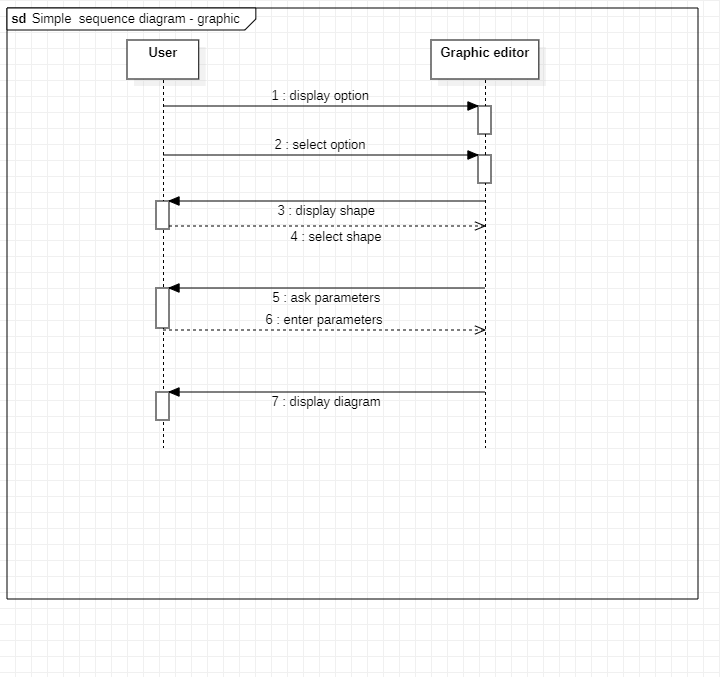 sd Simple  sequence diagram - graphic
User
Graphic editor
1 : display option
2 : select option
3 : display shape
4 : select shape
5 : ask parameters
6 : enter parameters
7 : display diagram